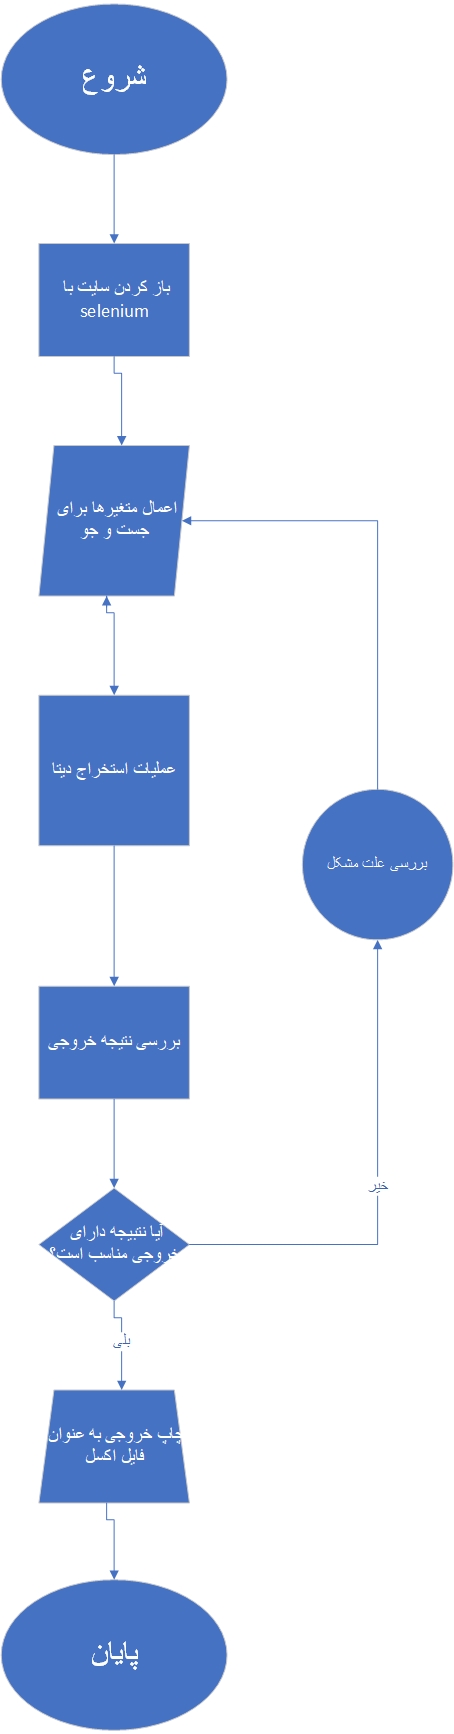 شروع
باز کردن سایت با
selenium
اعمال متغیرها برای
جست و جو
عملیات استخراج دیتا
بررسی علت مشکل
بررسی نتیجه خروجی
خیر
آیا نتیجه دارای
خروجی مناسب است؟
بلی
چاپ خروجی به عنوان
فایل اکسل
پایان